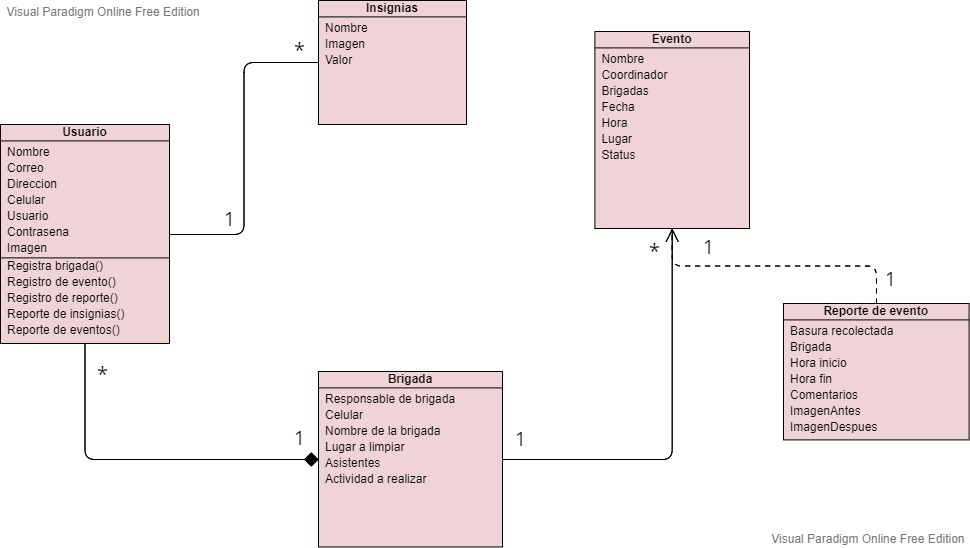 Visual Paradigm Online Free Edition
Insignias
Nombre
Imagen
Valor
*
1
Usuario
Nombre
Correo
Direccion
Celular
Usuario
Contrasena
Imagen
Registra brigada()
Registro de evento()
Registro de reporte()
Reporte de insignias()
Reporte de eventos()
*
1
Brigada
Responsable de brigada
Celular
Nombre de la brigada
Lugar a limpiar
Asistentes
Actividad a realizar
1
Evento
Nombre
Coordinador
Brigadas
Fecha
Hora
Lugar
Status
*
1
1
Reporte de evento
Basura recolectada
Brigada
Hora inicio
Hora fin
Comentarios
ImagenAntes
ImagenDespues
Visual Paradigm Online Free Edition